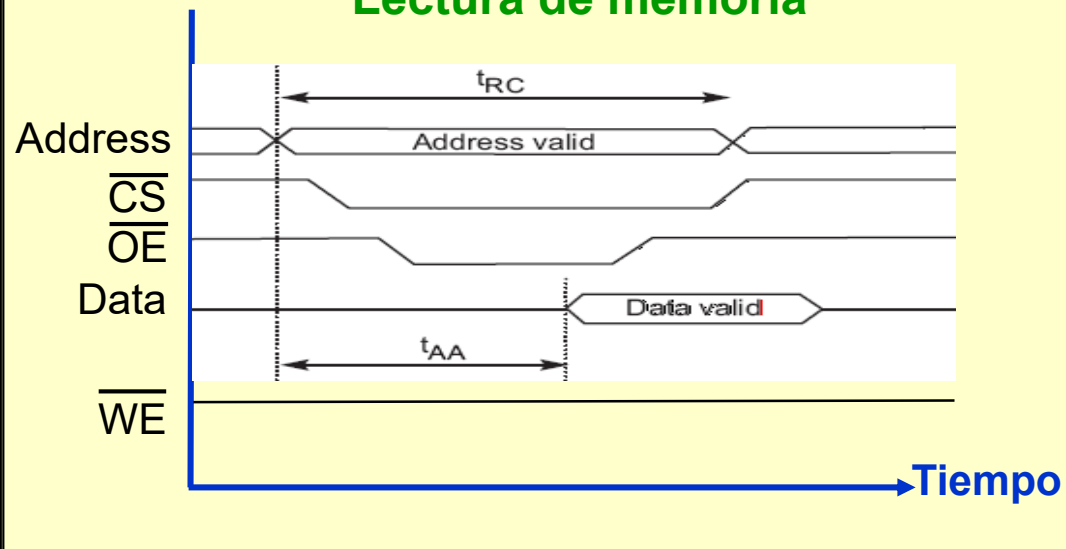 Lectura de memoria
tRC
Address
Address valid
CS
OE
Data
Data valid
tAA
WE
Tiempo